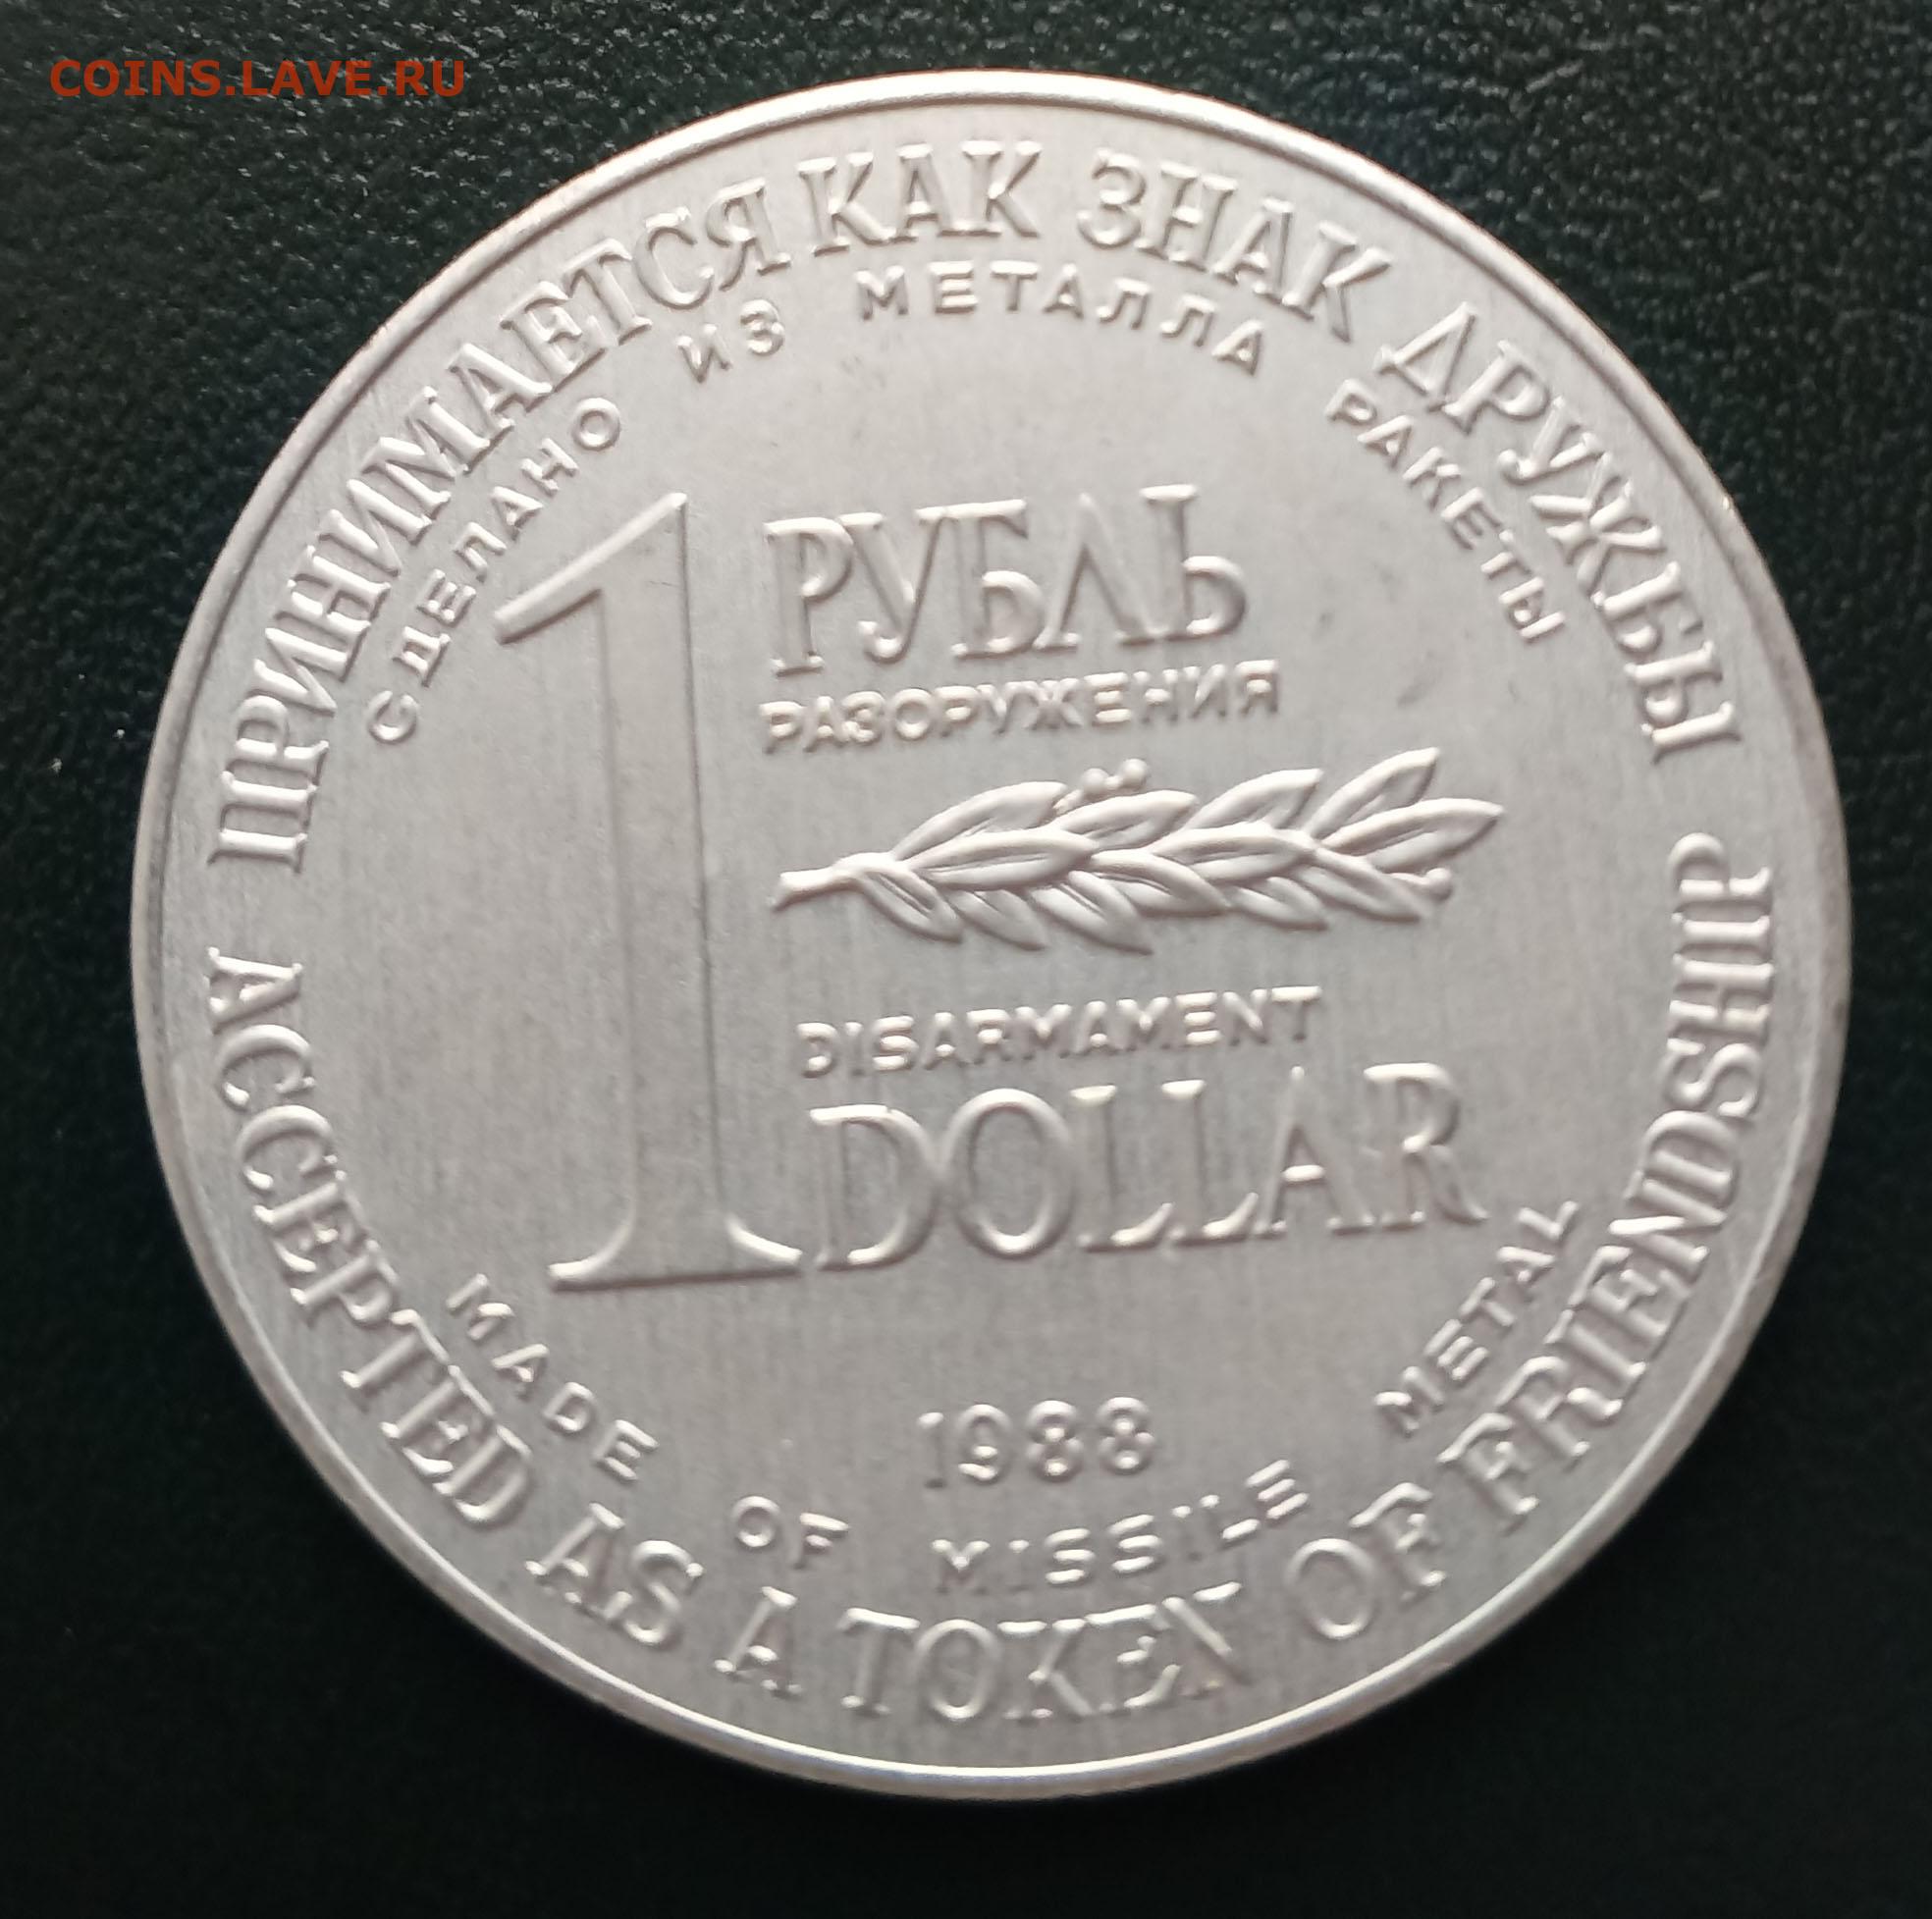 COINS.LAVE.RU
ПРИНИМАЕТСЯ КАК ЗНАК ДРУЖБЫ
СДЕЛАНО ИЗ МЕТАЛЛА РАКЕТЫ
1 РУБЛЬ
РАЗОРУЖЕНИЯ
DISARMAMENT
DOLLAR
1988
MADE OF MISSILE METAL
ACCEPTED AS A TOKEN OF FRIENDSHIP